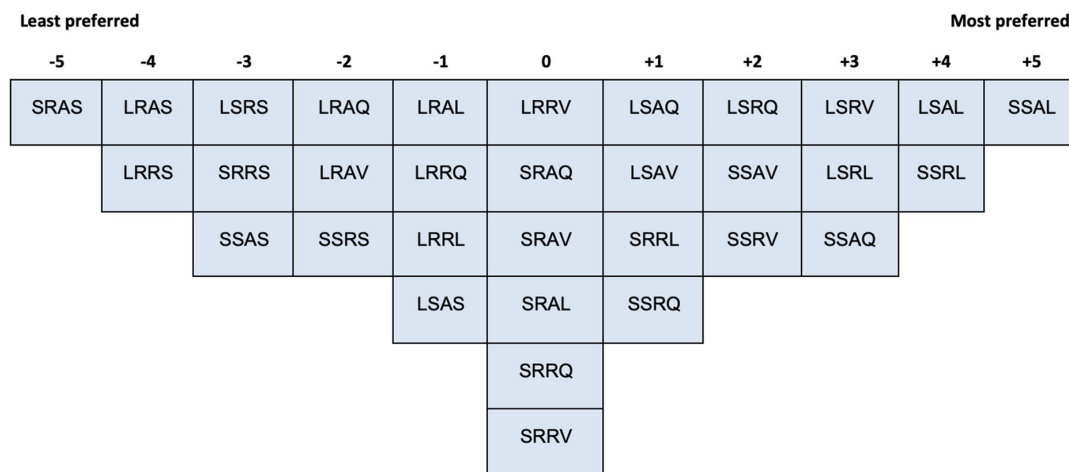 Least preferred Most preferred
-5 -4 -3 -2 -1 0 +1 +2 +3 +4 +5
SRAS LRAS LSRS LRAQ LRAL LRRV LSAQ LSRQ LSRV LSAL SSAL
LRRS SRRS LRAV LRRQ SRAQ LSAV SSAV LSRL SSRL
SSAS SSRS LRRL SRAV SRRL SSRV SSAQ
LSAS SRAL SSRQ
SRRQ
SRRV